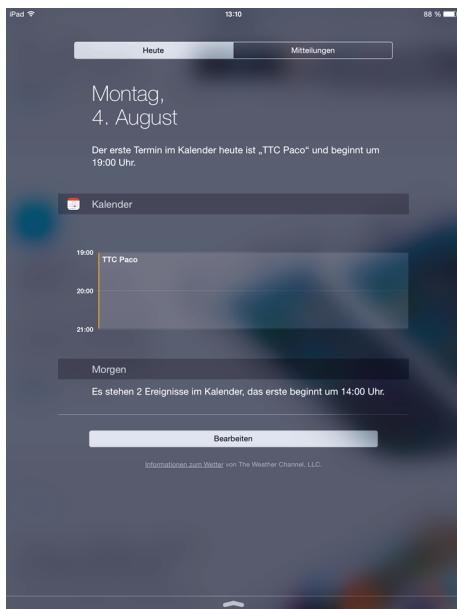 iPad 13:10 88 %
Heute Mitteilungen
Montag,
4. August
Der erste Termin im Kalender heute ist „TTC Paco“ und beginnt um
19:00 Uhr.
Kalender
19:00
TTC Paco
20:00
21:00
Morgen
Es stehen 2 Ereignisse im Kalender, das erste beginnt um 14:00 Uhr.
Bearbeiten
Informationen zum Wetter von The Weather Channel, LLC.